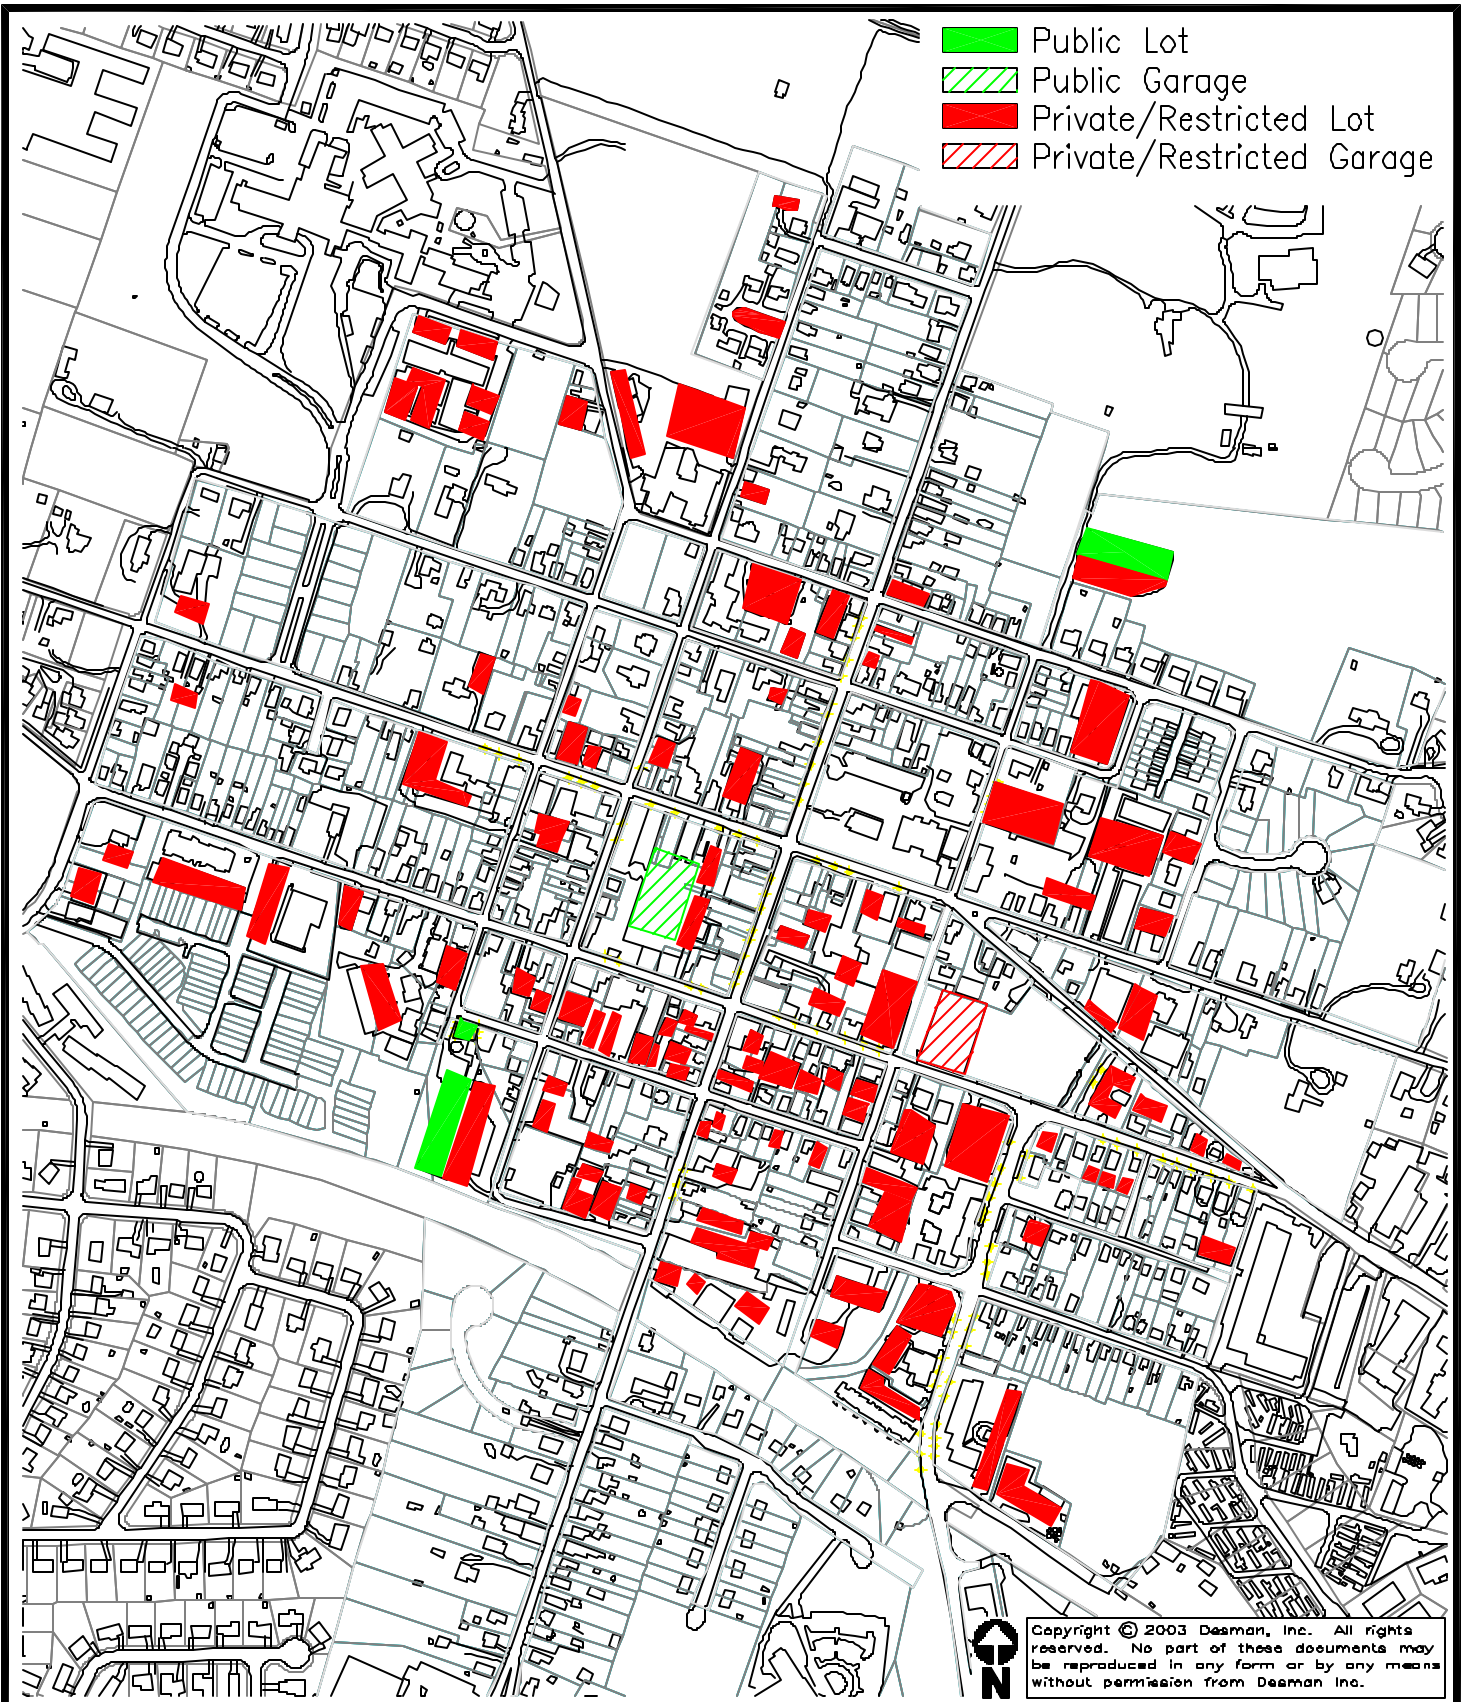 Public Lot
Public Garage
Private/Restricted Lot
Private/Restricted Garage
N
Copyright © 2003 Desman, Inc. All rights
reserved. No part of these documents may
be reproduced in any form or by any means
without permission from Desman Inc.